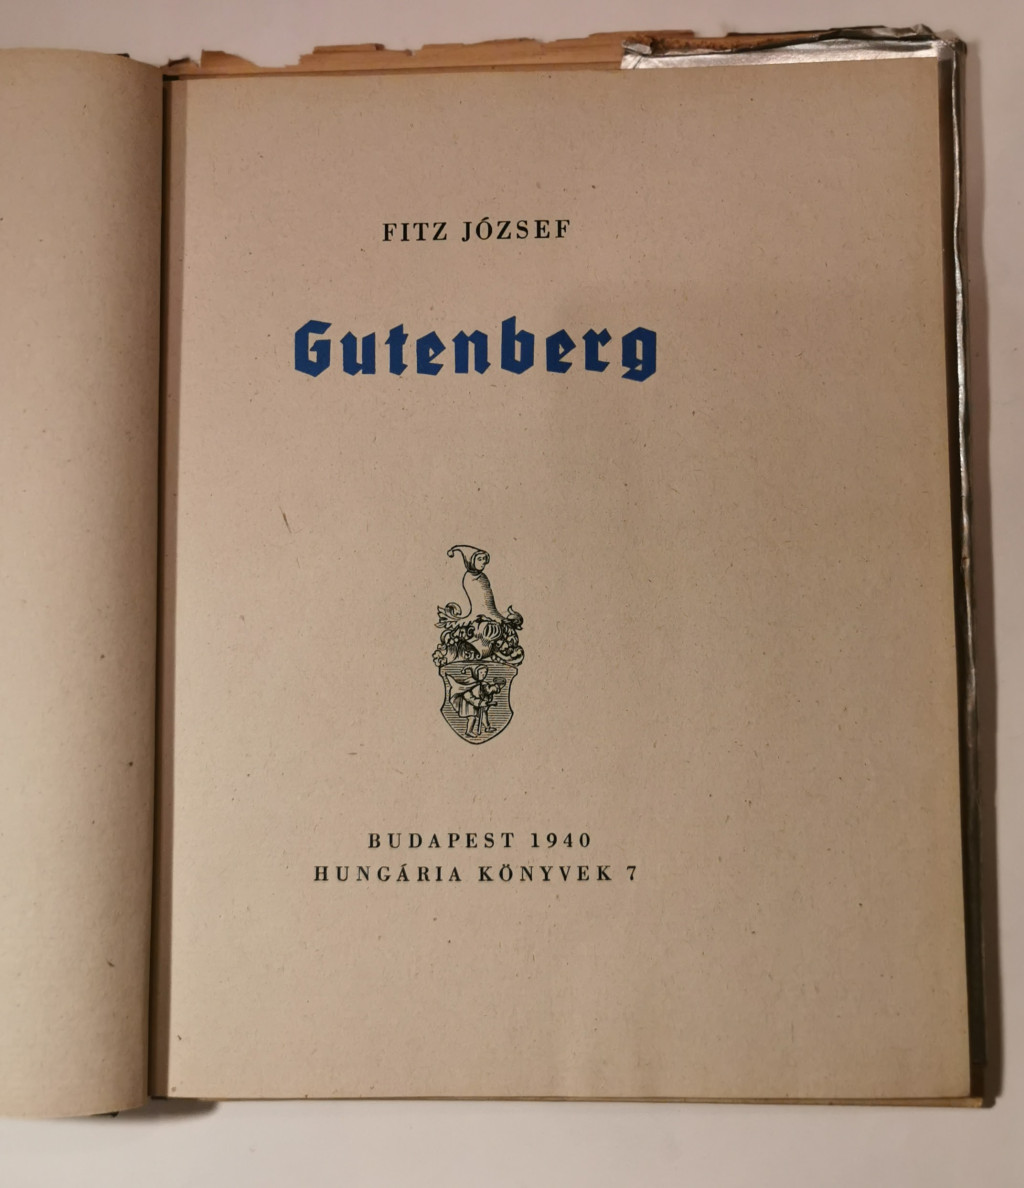 FITZ JÓZSEF
Gutenberg
BUDAPEST 1940
HUNGÁRIA KÖNYVEK 7